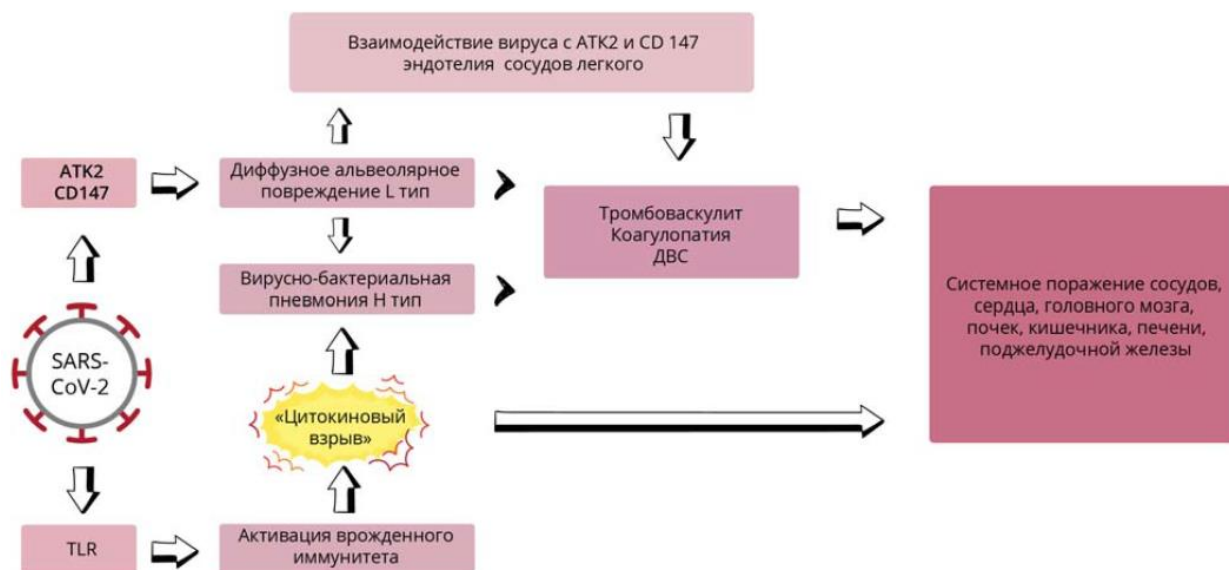 Взаимодействие вируса с АТК2 и CD 147
эндотелия сосудов легкого
АТК2
CD147
Диффузное альвеолярное
повреждение L тип
Тромбоваскулит
Коагулопатия
ДВС
Вирусно-бактериальная
пневмония Н тип
Системное поражение сосудов,
сердца, головного мозга,
почек, кишечника, печени,
поджелудочной железы
SARS-
CoV-2
«Цитокиновый
взрыв»
TLR
Активация врожденного
иммунитета